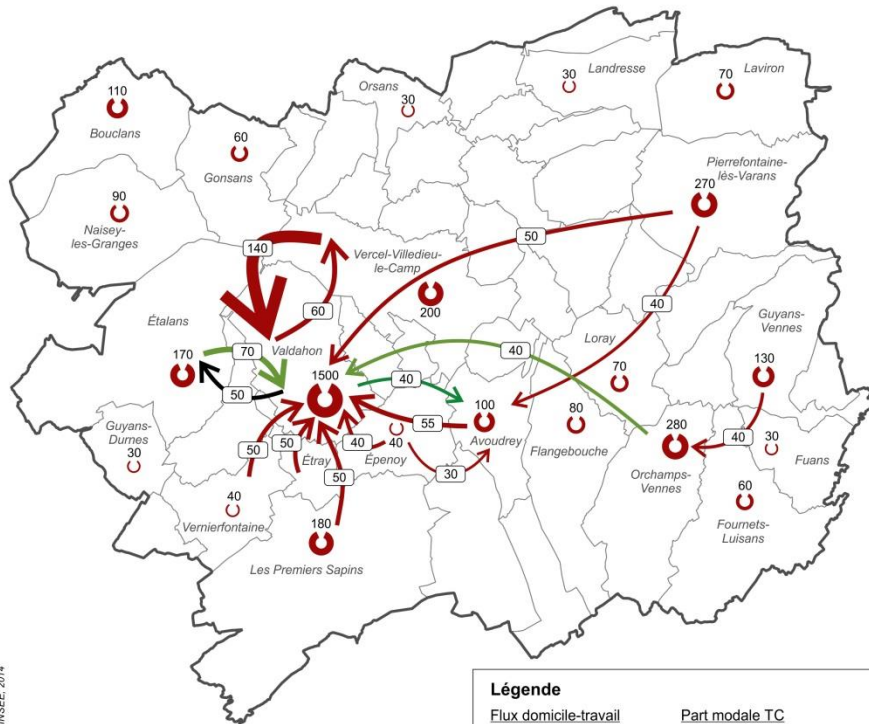 110
Bouclans
60
Gonsans
Orsans
30
30
Landresse
70
Laviron
90
Naisey-
les-Granges
Pierrefontaine-
lés-Varans
270
140
50
Vercel-Villedieu-
le-Camp
200
60
40
Étalans
170
70
Valdahon
1500
50
40
40
Loray
70
Guyans-
Vennes
130
100
Avoudrey
55
80
Flangebouche
280
Orchamps-
Vennes
40
30
Fuans
60
Fournets-
Luisans
Guyans-
Durnes
30
50
50
40
40
Étray
Épenoy
30
50
40
Vernierfontaine
180
Les Premiers Sapins
INSEE, 2014
Légende
Flux domicile-travail
Part modale TC